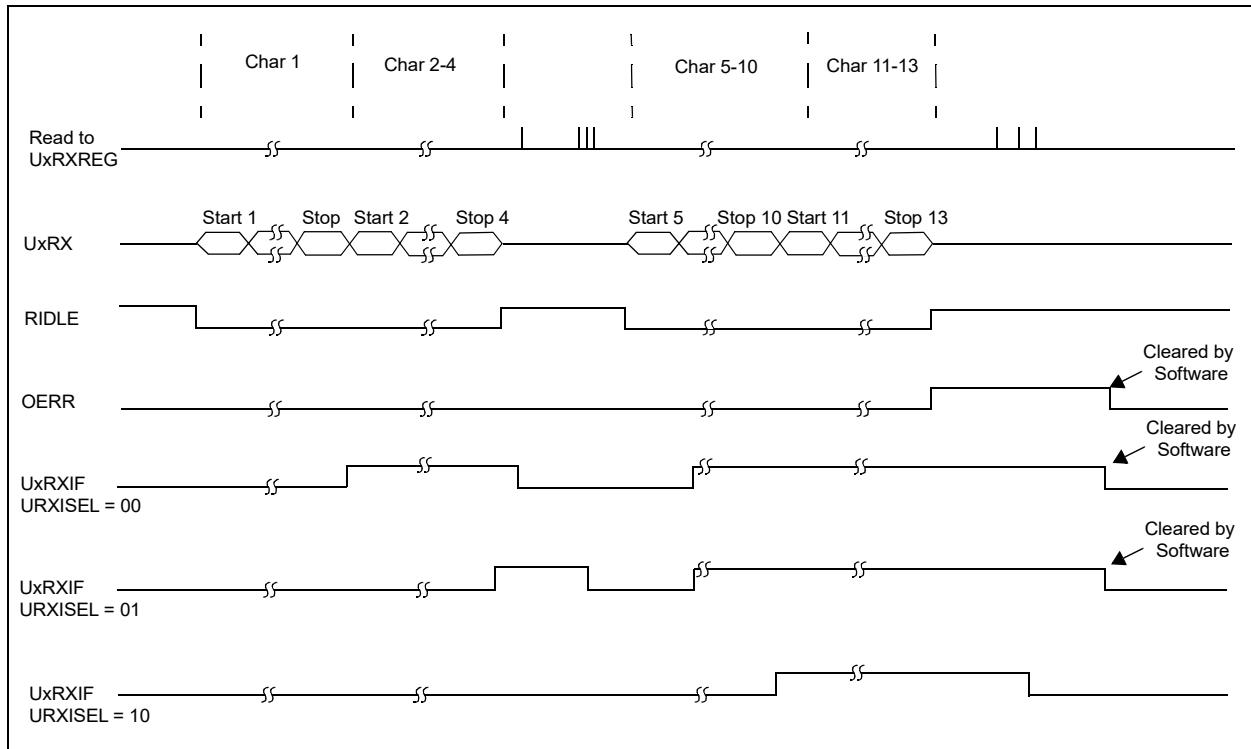 Char 1
Char 2-4
Char 5-10
Char 11-13
Read to
UxRXREG
Start 1
Stop
Start 2
Stop 4
Start 5
Stop 10
Start 11
Stop 13
UxRX
RIDLE
Cleared by
Software
OERR
Cleared by
Software
UxRXIF
URXISEL = 00
Cleared by
Software
UxRXIF
URXISEL = 01
UxRXIF
URXISEL = 10